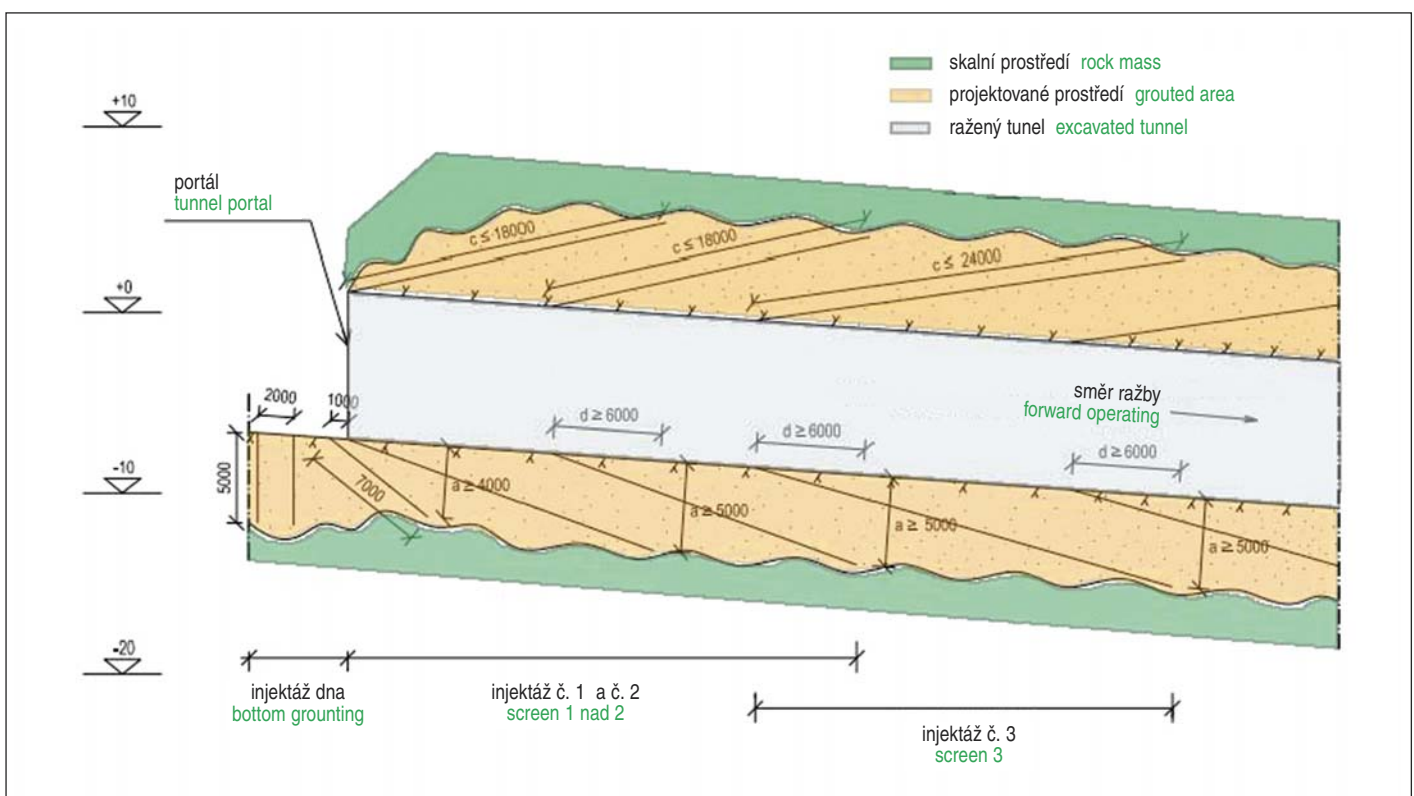 skalní prostředí rock mass
projektované prostředí grouted area
ražený tunel excavated tunnel
+10
portál
tunnel portal
c ≤ 18000
c ≤ 18000
c ≤ 24000
+0
směr ražby
forward operating
2000
1000
d ≥ 6000
d ≥ 6000
d ≥ 6000
5000
7000
a ≥ 4000
a ≥ 5000
a ≥ 5000
a ≥ 5000
-10
-20
injektáž dna
bottom grounting
injektáž č. 1 a č. 2
screen 1 nad 2
injektáž č. 3
screen 3